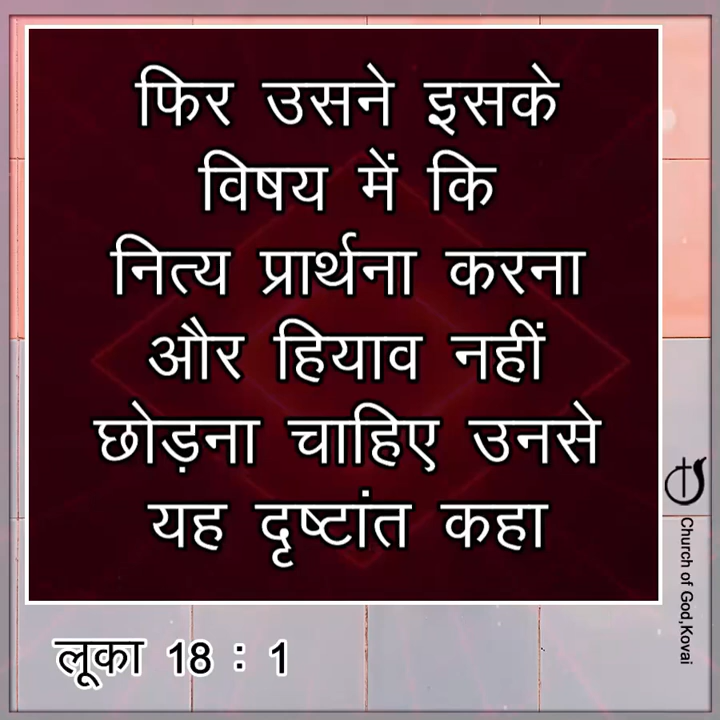 फिर उसने इसके
विषय में कि
नित्य प्रार्थना करना
और हियाव नहीं
छोड़ना चाहिए उनसे
यह दृष्टांत कहा
लूका 18 : 1
Church of God,Kovai